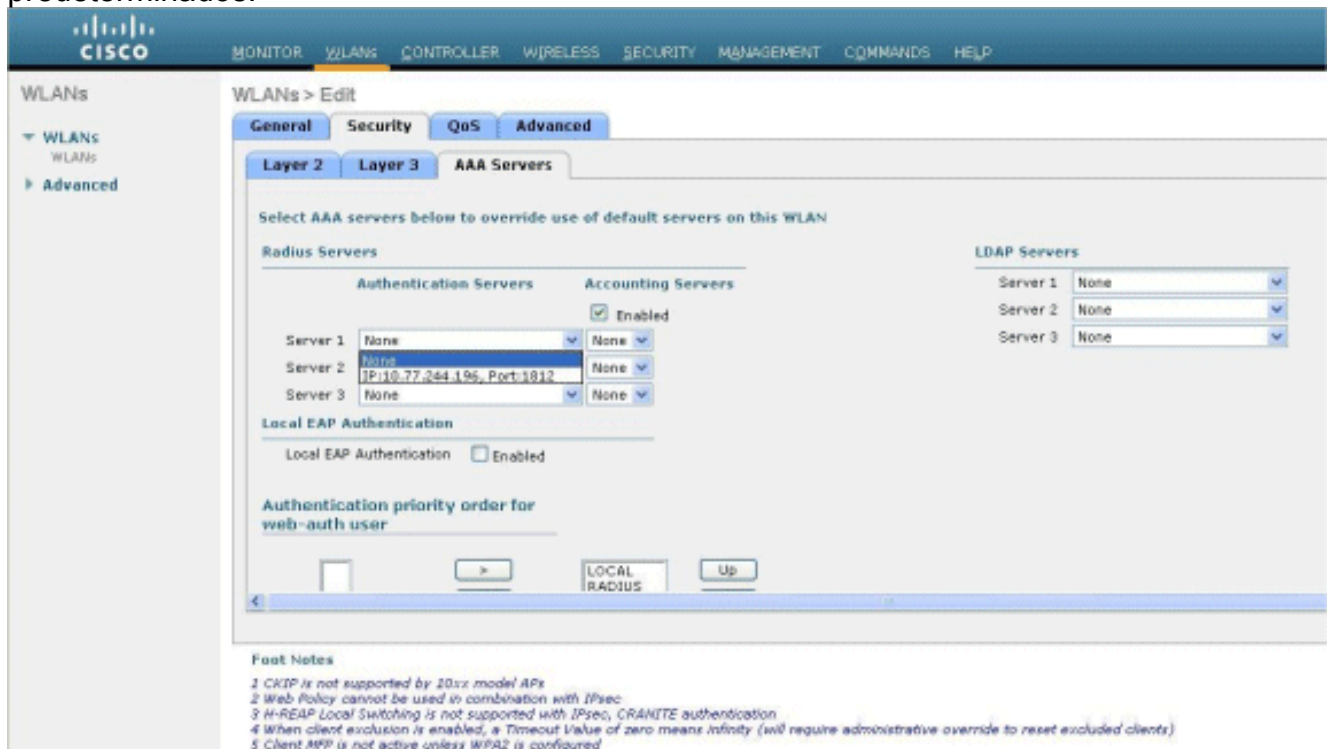 predeterminados.
CISCO
MONITOR WLANs CONTROLLER WIRELESS SECURITY MANAGEMENT COMMANDS HELP
WLANs
WLANs
WLANs
Advanced
WLANs > Edit
General Security QoS Advanced
Layer 2 Layer 3 AAA Servers
Select AAA servers below to override use of default servers on this WLAN
Radius Servers
Authentication Servers Accounting Servers
Enabled
Server 1 None None
None
Server 2 None
IP:10.77.244.196, Port:1812
Server 3 None None
LDAP Servers
Server 1 None
Server 2 None
Server 3 None
Local EAP Authentication
Local EAP Authentication Enabled
Authentication priority order for
web-auth user
> LOCAL Up
RADIUS
Foot Notes
1 CKIP is not supported by 10xx model APs
2 Web Policy cannot be used in combination with IPsec
3 H-REAP Local Switching is not supported with IPsec, CRANITE authentication
4 When client exclusion is enabled, a Timeout Value of zero means infinity (will require administrative override to reset excluded clients)
5 Client MFP is not active unless WPA2 is configured